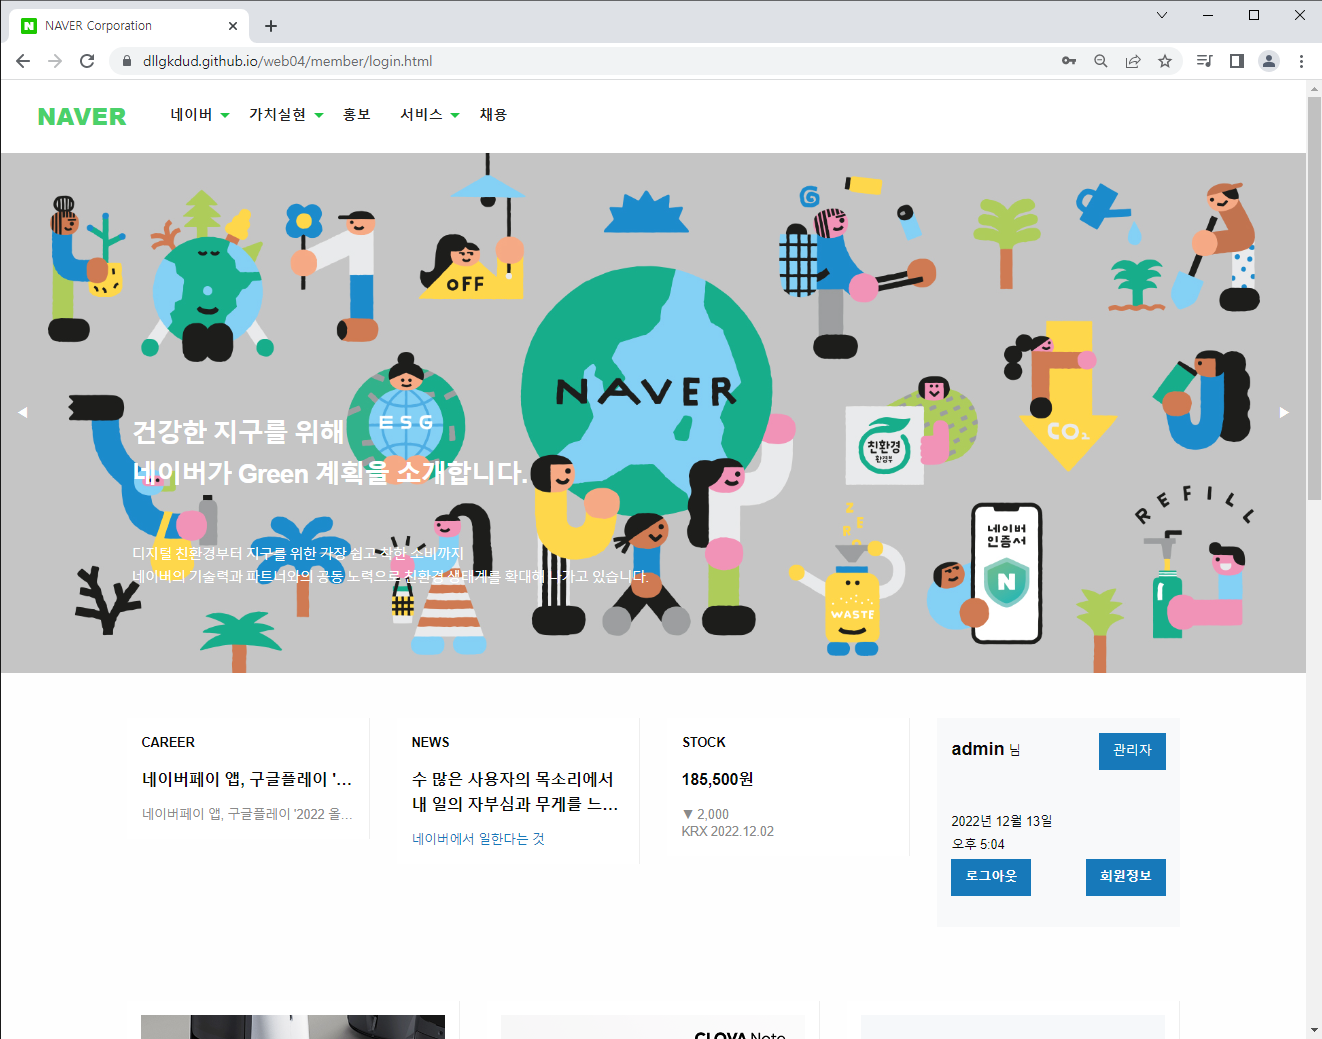 NAVER Corporation
dllgkdud.github.io/web04/member/login.html
NAVER
네이버
가치실현
홍보
서비스
채용
G
OFF
NAVER
ESG
건강한 지구를 위해
네이버가 Green 계획을 소개합니다.
디지털 친환경부터 지구를 위한 가장 쉽고 착한 소비까지
네이버의 기술력과 파트너와의 공동 노력으로 친환경 생태계를 확대해 나가고 있습니다.
친환경
환경부
CO₂
ZERO
WASTE
네이버
인증서
N
REFILL
CAREER
네이버페이 앱, 구글플레이 '...
네이버페이 앱, 구글플레이 '2022 올...
NEWS
수 많은 사용자의 목소리에서
내 일의 자부심과 무게를 느...
네이버에서 일한다는 것
STOCK
185,500원
▼ 2,000
KRX 2022.12.02
admin 님
관리자
2022년 12월 13일
오후 5:04
로그아웃
회원정보
CLOVA Note